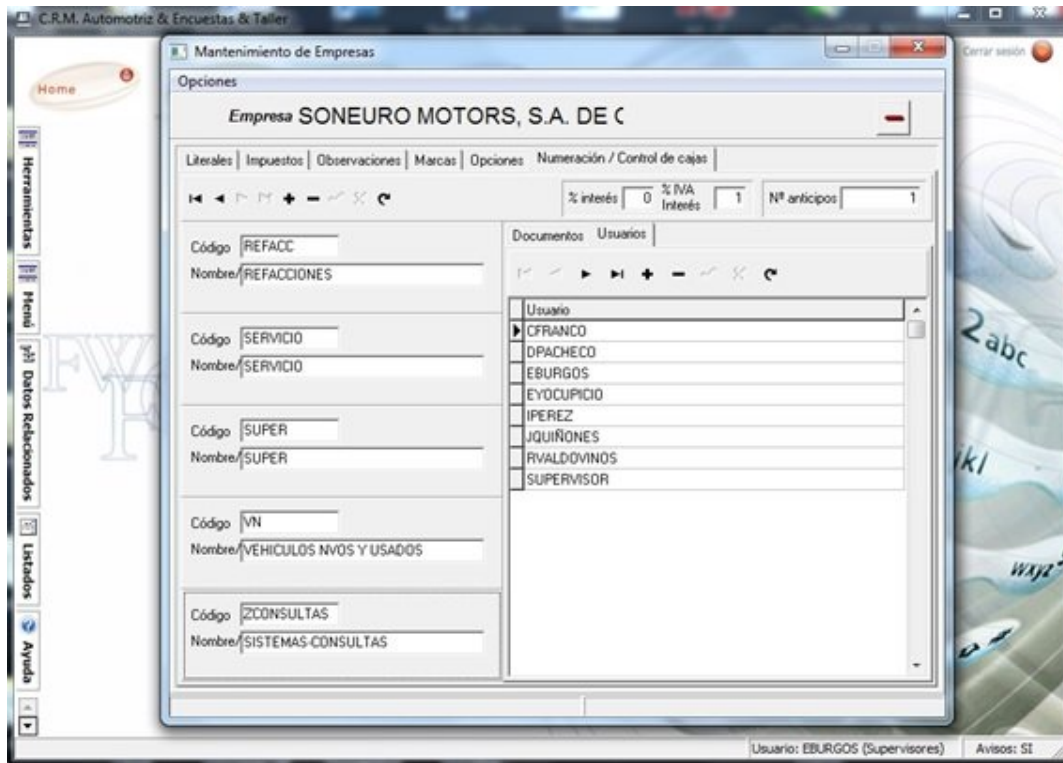 C.R.M. Automotriz & Encuestas & Taller
Mantenimiento de Empresas
Cerrar sesión
Home
Opciones
Empresa SONEURO MOTORS, S.A. DE C
Literales Impuestos Observaciones Marcas Opciones Numeración / Control de cajas
% interés 0 % IVA Interés 1 Nº anticipos 1
Documentos Usuarios
Código REFACC
Nombre/ REFACCIONES
Código SERVICIO
Nombre/ SERVICIO
Código SUPER
Nombre/ SUPER
Código VN
Nombre/ VEHICULOS NVOS Y USADOS
Código ZCONSULTAS
Nombre/ SISTEMAS-CONSULTAS
Usuario
CFRANCO
DPACHECO
EBURGOS
EYOCUPICIO
IPEREZ
JQUIÑONES
RVALDOVINOS
SUPERVISOR
Herramientas
Menú
Datos Relacionados
Listados
Ayuda
2abc
jkl
wxyz
Usuario: EBURGOS (Supervisores) Avisos: SI